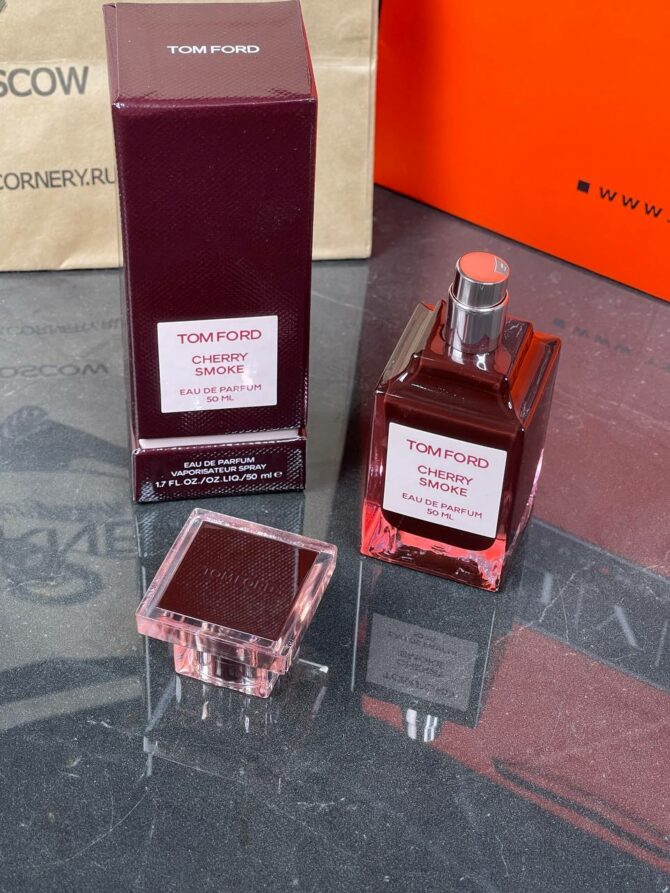 SCOW
CORNERY.RU
www.
TOM FORD
TOM FORD
CHERRY
SMOKE
EAU DE PARFUM
50 ML
EAU DE PARFUM
VAPORISATEUR SPRAY
1.7 FL OZ./OZ.LIQ./50 ml e
TOM FORD
CHERRY
SMOKE
EAU DE PARFUM
50 ML
TOM FORD